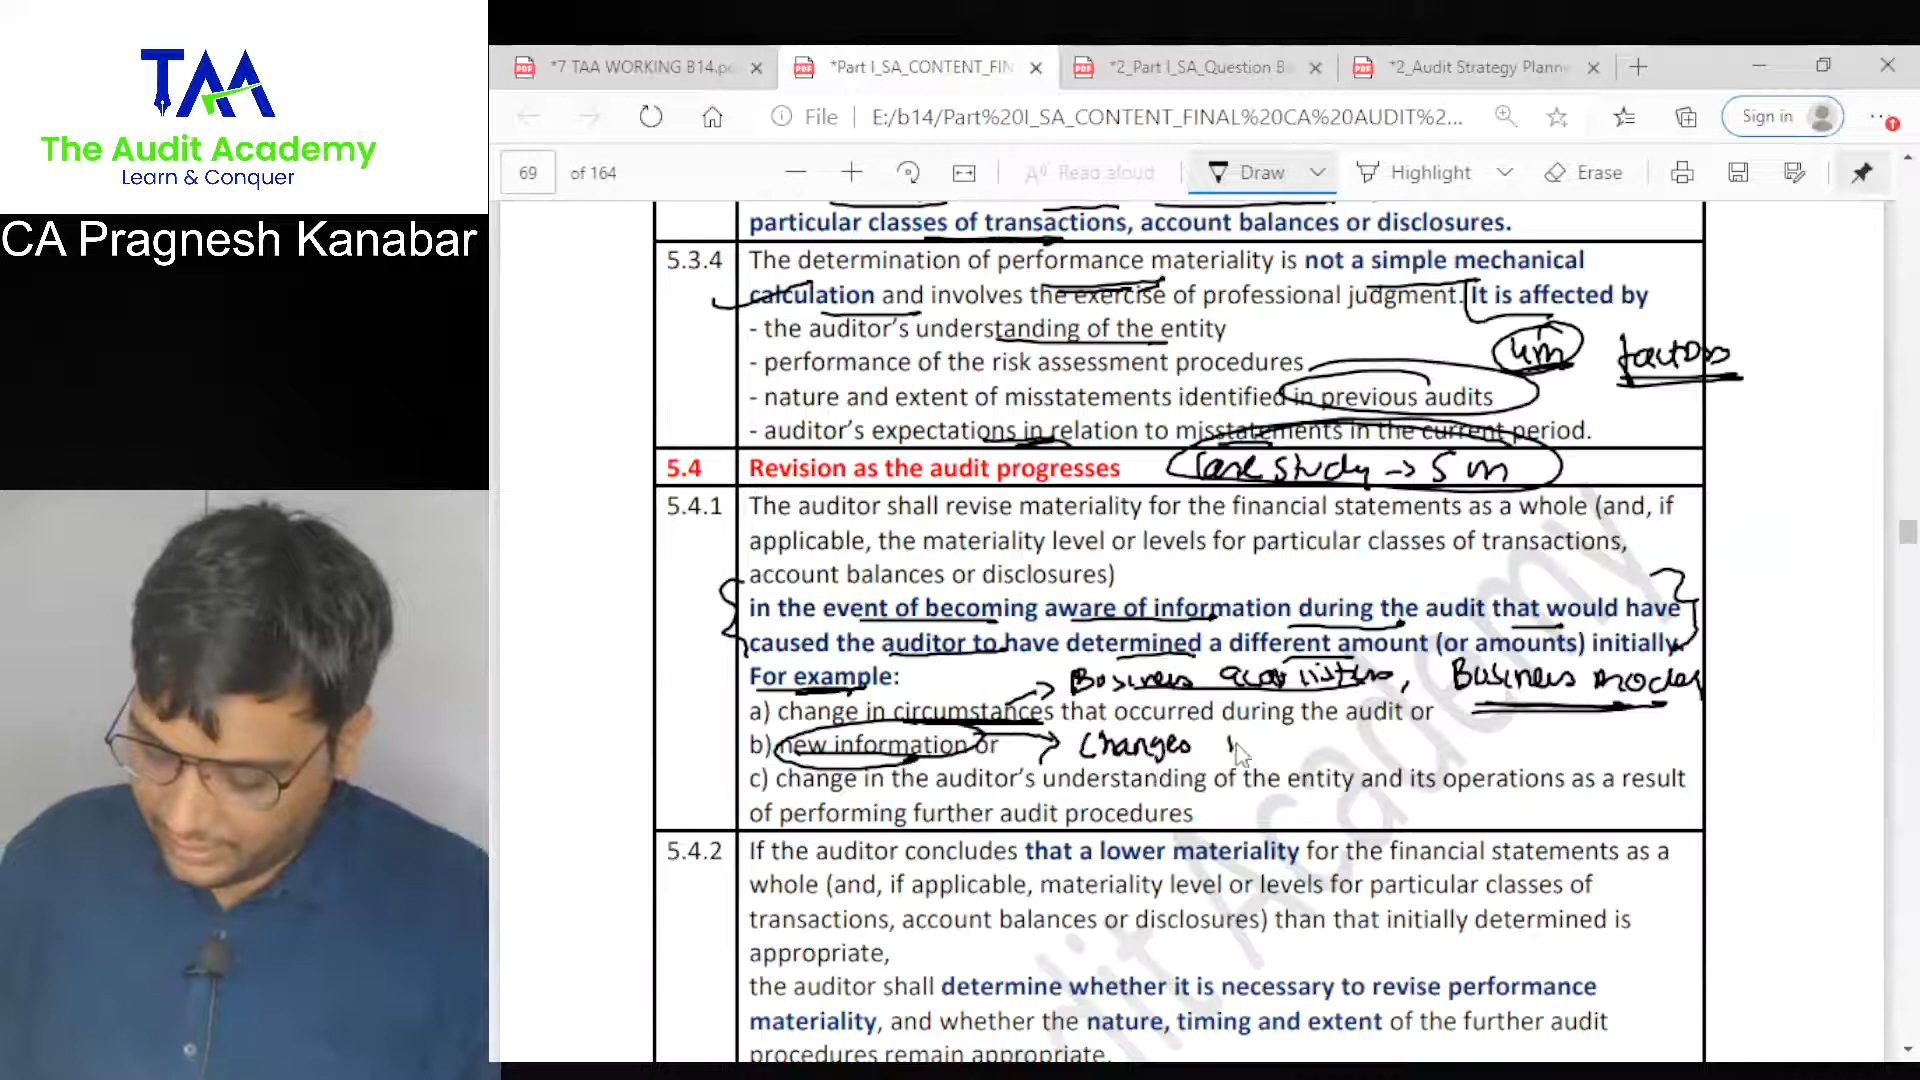 TAA
The Audit Academy
Learn & Conquer
CA Pragnesh Kanabar
*7 TAA WORKING B14.pd
*Part I_SA_CONTENT_FIN
*2_Part I_SA_Question B
*2_Audit Strategy Plann
File
E:/b14/Part%20I_SA_CONTENT_FINAL%20CA%20AUDIT%2...
Sign in
69
of 164
Read aloud
Draw
Highlight
Erase
particular classes of transactions, account balances or disclosures.
5.3.4
The determination of performance materiality is not a simple mechanical
calculation and involves the exercise of professional judgment. It is affected by
- the auditor's understanding of the entity
4m
factors
- performance of the risk assessment procedures
- nature and extent of misstatements identified in previous audits
- auditor's expectations in relation to misstatements in the current period.
5.4
Revision as the audit progresses
Case Study → 5 m
5.4.1
The auditor shall revise materiality for the financial statements as a whole (and, if
applicable, the materiality level or levels for particular classes of transactions,
account balances or disclosures)
in the event of becoming aware of information during the audit that would have
caused the auditor to have determined a different amount (or amounts) initially.
For example:
Business acquisition, Business model
a) change in circumstances that occurred during the audit or
b) new information or
Changes
c) change in the auditor's understanding of the entity and its operations as a result
of performing further audit procedures
5.4.2
If the auditor concludes that a lower materiality for the financial statements as a
whole (and, if applicable, materiality level or levels for particular classes of
transactions, account balances or disclosures) than that initially determined is
appropriate,
the auditor shall determine whether it is necessary to revise performance
materiality, and whether the nature, timing and extent of the further audit
procedures remain appropriate.
dit Academy